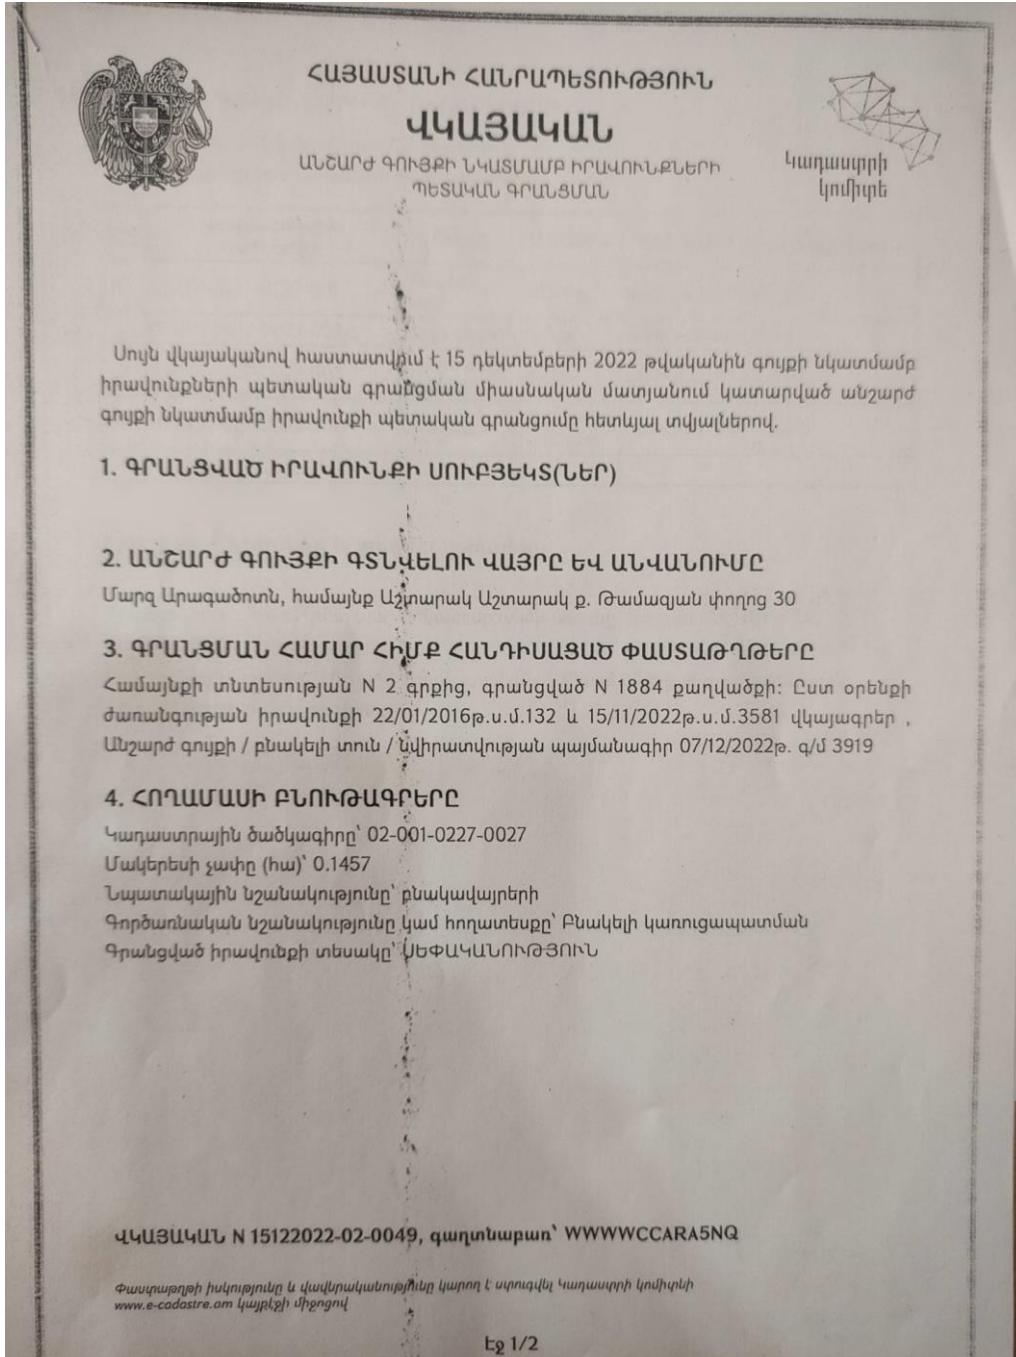 ՀԱՅԱՍՏԱՆԻ ՀԱՆՐԱՊԵՏՈՒԹՅՈՒՆ
ՎԿԱՅԱԿԱՆ
ԱՆՇԱՐԺ ԳՈՒՅՔԻ ՆԿԱՏՄԱՄԲ ԻՐԱՎՈՒՆՔՆԵՐԻ
ՊԵՏԱԿԱՆ ԳՐԱՆՑՄԱՆ
Կադաստրի
կոմիտե
Սույն վկայականով հաստատվում է 15 դեկտեմբերի 2022 թվականին գույքի նկատմամբ
իրավունքների պետական գրանցման միասնական մատյանում կատարված անշարժ
գույքի նկատմամբ իրավունքի պետական գրանցումը հետևյալ տվյալներով.
1. ԳՐԱՆՑՎԱԾ ԻՐԱՎՈՒՆՔԻ ՍՈՒԲՅԵԿՏ(ՆԵՐ)
2. ԱՆՇԱՐԺ ԳՈՒՅՔԻ ԳՏՆՎԵԼՈՒ ՎԱՅՐԸ ԵՎ ԱՆՎԱՆՈՒՄԸ
Մարզ Արագածոտն, համայնք Աշտարակ Աշտարակ ք. Թամազյան փողոց 30
3. ԳՐԱՆՑՄԱՆ ՀԱՄԱՐ ՀԻՄՔ ՀԱՆԴԻՍԱՑԱԾ ՓԱՍՏԱԹՂԹԵՐԸ
Համայնքի տնտեսության N 2 գրքից, գրանցված N 1884 քաղվածքի: Ըստ օրենքի
ժառանգության իրավունքի 22/01/2016թ.ս.մ.132 և 15/11/2022թ.ս.մ.3581 վկայագրեր ,
Անշարժ գույքի / բնակելի տուն / նվիրատվության պայմանագիր 07/12/2022թ. գ/մ 3919
4. ՀՈՂԱՄԱՍԻ ԲՆՈՒԹԱԳՐԵՐԸ
Կադաստրային ծածկագիրը՝ 02-001-0227-0027
Մակերեսի չափը (հա)՝ 0.1457
Նպատակային նշանակությունը՝ բնակավայրերի
Գործառնական նշանակությունը կամ հողատեսքը՝ Բնակելի կառուցապատման
Գրանցված իրավունքի տեսակը՝ ՍԵՓԱԿԱՆՈՒԹՅՈՒՆ
ՎԿԱՅԱԿԱՆ N 15122022-02-0049, գաղտնաբառ՝ WWWWCCARA5NQ
Փաստաթղթի իսկությունը և վավերականությունը կարող է ստուգվել Կադաստրի կոմիտեի
www.e-cadastre.am կայքէջի միջոցով
Էջ 1/2